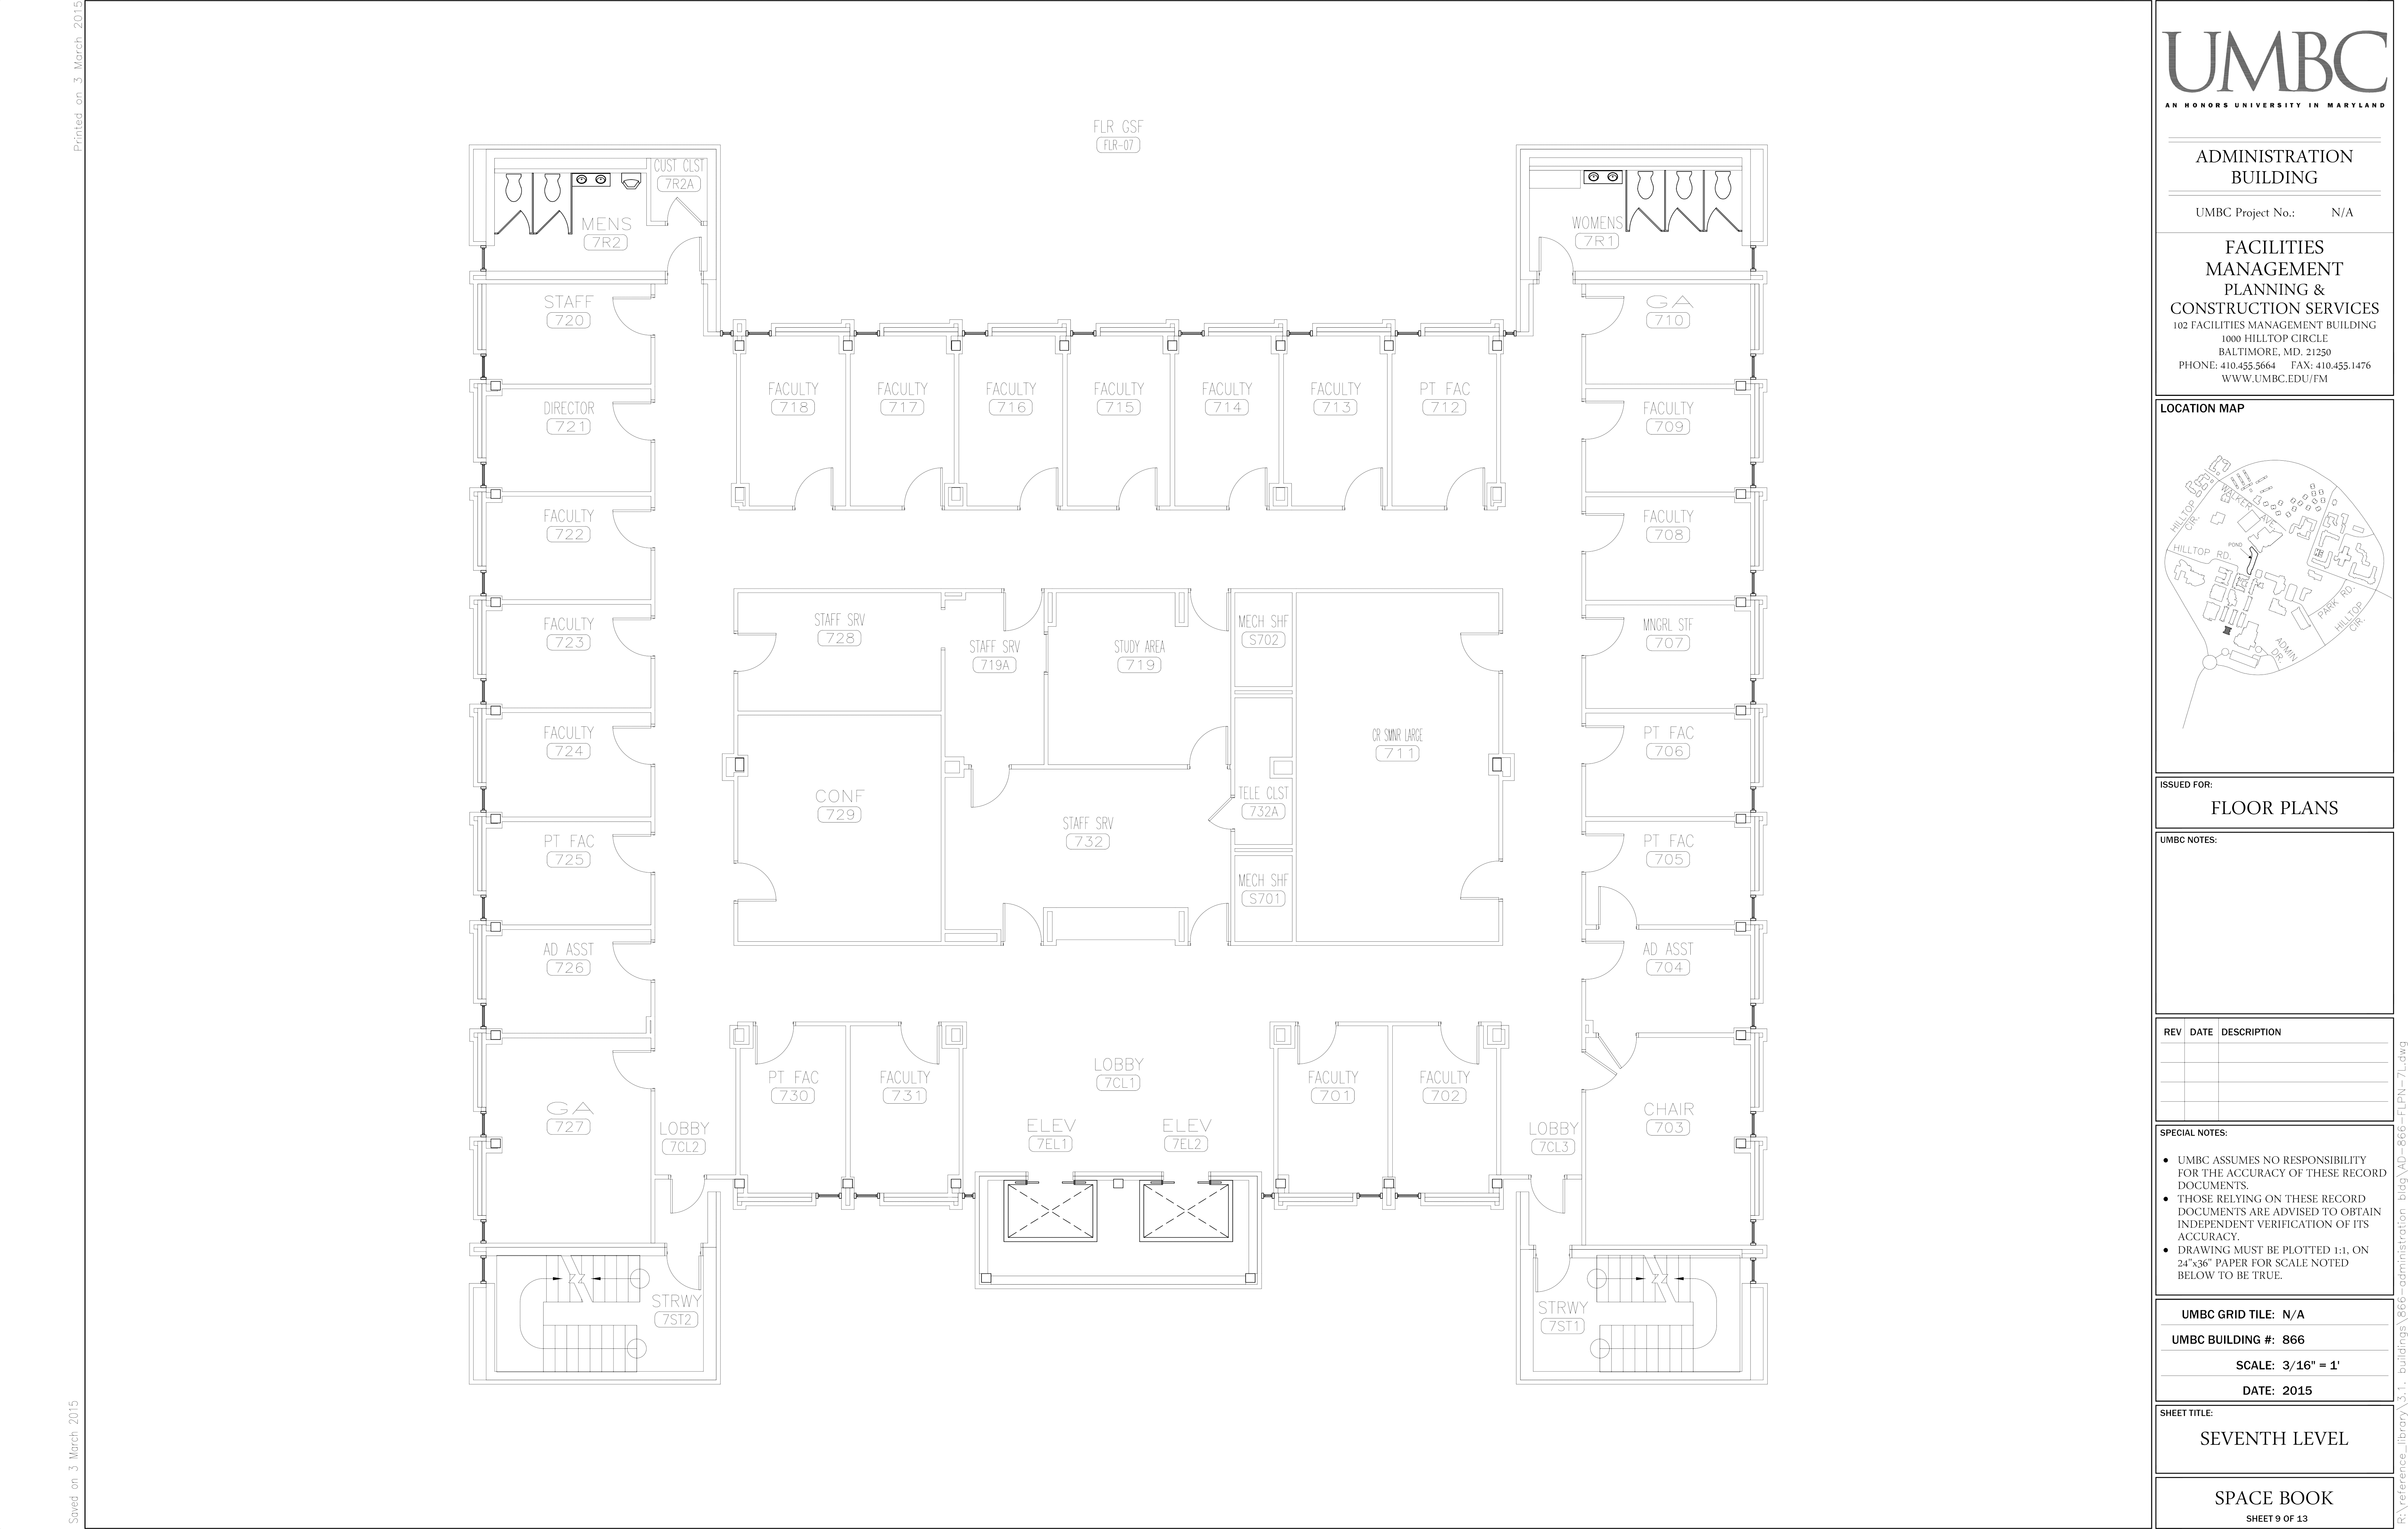 Printed on 3 March 2015
Saved on 3 March 2015
FLR GSF
FLR-07
CUST CLST
7R2A
MENS
7R2
WOMENS
7R1
STAFF
720
GA
710
DIRECTOR
721
FACULTY
718
FACULTY
717
FACULTY
716
FACULTY
715
FACULTY
714
FACULTY
713
PT FAC
712
FACULTY
709
FACULTY
722
FACULTY
708
FACULTY
723
STAFF SRV
728
STAFF SRV
719A
STUDY AREA
719
MECH SHF
S702
MNGRL STF
707
FACULTY
724
CR SMNR LARGE
711
PT FAC
706
CONF
729
TELE CLST
732A
STAFF SRV
732
PT FAC
725
PT FAC
705
MECH SHF
S701
AD ASST
726
AD ASST
704
PT FAC
730
FACULTY
731
LOBBY
7CL1
FACULTY
701
FACULTY
702
GA
727
LOBBY
7CL2
ELEV
7EL1
ELEV
7EL2
LOBBY
7CL3
CHAIR
703
STRWY
7ST2
STRWY
7ST1
UMBC
AN HONORS UNIVERSITY IN MARYLAND
ADMINISTRATION
BUILDING
UMBC Project No.: N/A
FACILITIES
MANAGEMENT
PLANNING &
CONSTRUCTION SERVICES
102 FACILITIES MANAGEMENT BUILDING
1000 HILLTOP CIRCLE
BALTIMORE, MD. 21250
PHONE: 410.455.5664 FAX: 410.455.1476
WWW.UMBC.EDU/FM
LOCATION MAP
WALKER AVE.
HILLTOP CIR.
POND
HILLTOP RD.
PARK RD.
HILLTOP CIR.
ADMIN DR.
ISSUED FOR:
FLOOR PLANS
UMBC NOTES:
REV DATE DESCRIPTION
SPECIAL NOTES:
● UMBC ASSUMES NO RESPONSIBILITY
FOR THE ACCURACY OF THESE RECORD
DOCUMENTS.
● THOSE RELYING ON THESE RECORD
DOCUMENTS ARE ADVISED TO OBTAIN
INDEPENDENT VERIFICATION OF ITS
ACCURACY.
● DRAWING MUST BE PLOTTED 1:1, ON
24"x36" PAPER FOR SCALE NOTED
BELOW TO BE TRUE.
UMBC GRID TILE: N/A
UMBC BUILDING #: 866
SCALE: 3/16" = 1'
DATE: 2015
SHEET TITLE:
SEVENTH LEVEL
SPACE BOOK
SHEET 9 OF 13
R:\reference_library\3.1. buildings\866-administration bldg\AD-866-FLPN-7L.dwg